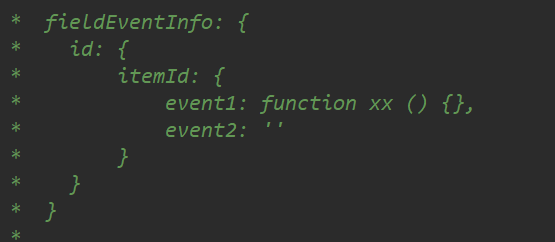 *  fieldEventInfo: {
*    id: {
*        itemId: {
*            event1: function xx () {},
*            event2: ''
*        }
*    }
*  }
*